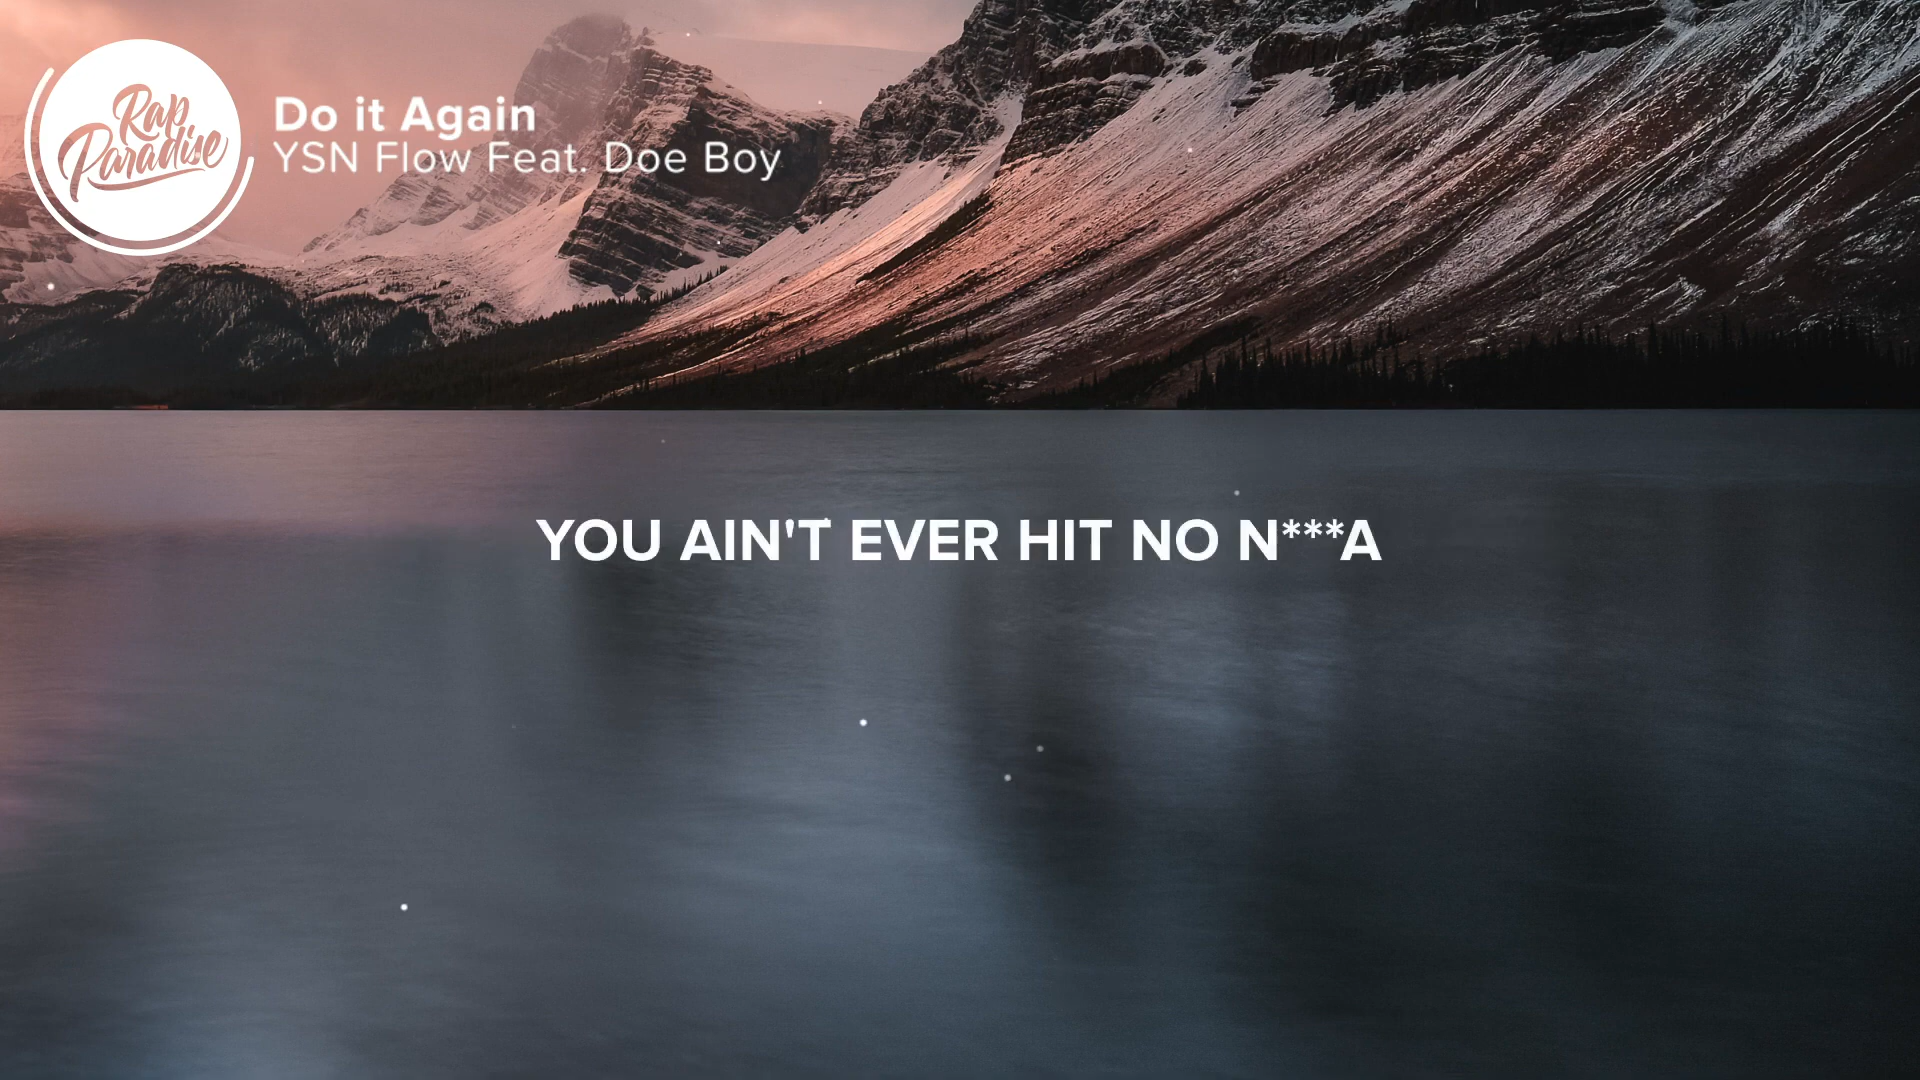 Rap
Paradise
Do it Again
YSN Flow Feat. Doe Boy
YOU AIN'T EVER HIT NO N***A